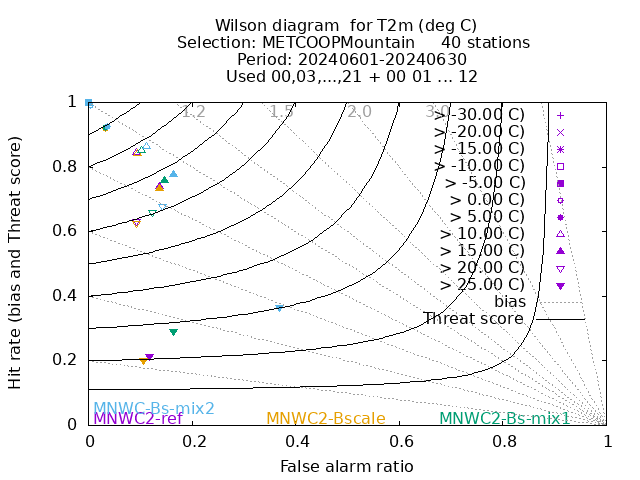 Wilson diagram  for T2m (deg C)
Selection: METCOOPMountain     40 stations
Period: 20240601-20240630
Used 00,03,...,21 + 00 01 ... 12
Hit rate (bias and Threat score)
1
0.8
0.6
0.4
0.2
0
1.2 1.5 2.0 3.0
> -30.00 C)
> -20.00 C)
> -15.00 C)
> -10.00 C)
> -5.00 C)
> 0.00 C)
> 5.00 C)
> 10.00 C)
> 15.00 C)
> 20.00 C)
> 25.00 C)
bias
Threat score
MNWC-Bs-mix2
MNWC2-ref MNWC2-Bscale MNWC2-Bs-mix1
0 0.2 0.4 0.6 0.8 1
False alarm ratio